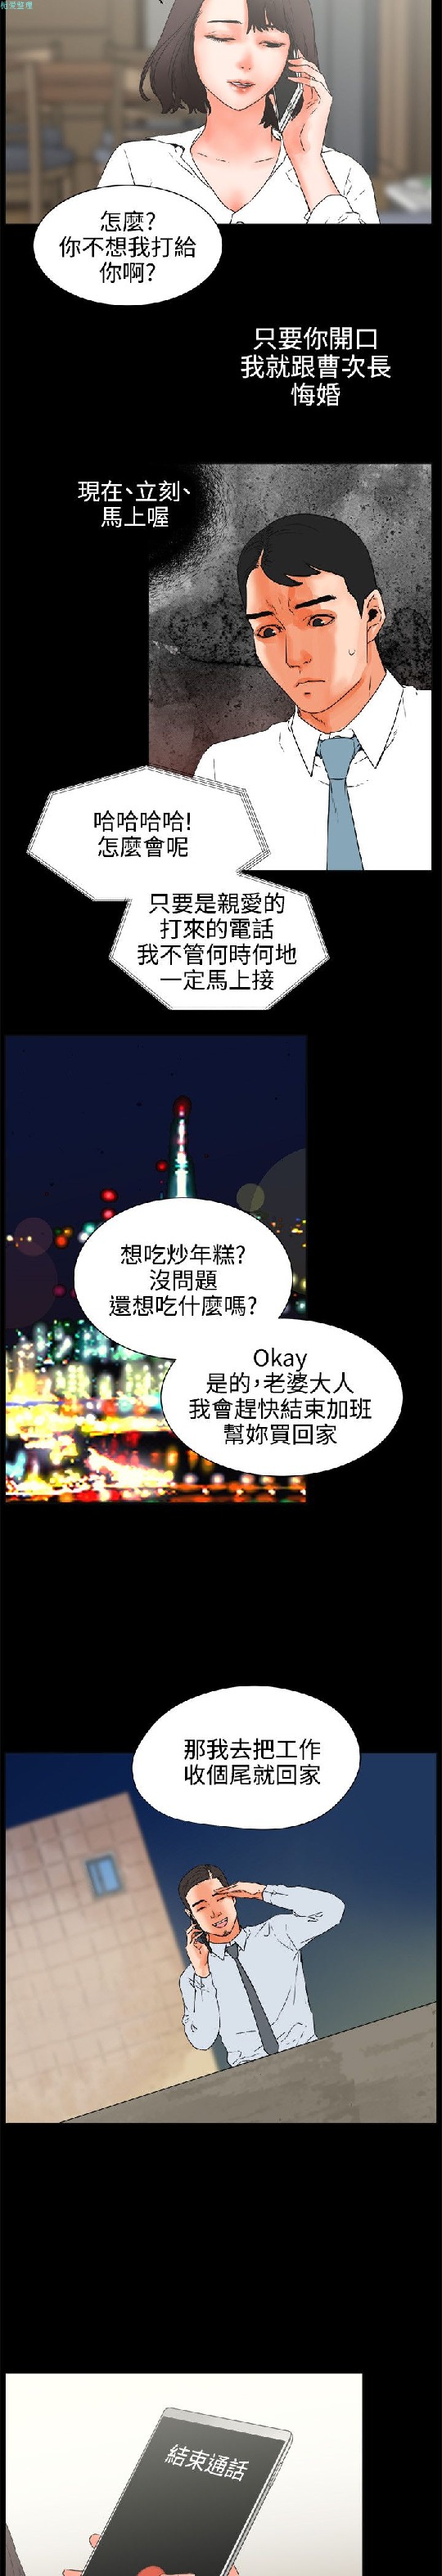 怎麼?
你不想我打給
你啊?
只要你開口
我就跟曹次長
悔婚
現在、立刻、
馬上喔
哈哈哈哈!
怎麼會呢
只要是親愛的
打來的電話
我不管何時何地
一定馬上接
想吃炒年糕?
沒問題
還想吃什麼嗎?
Okay
是的,老婆大人
我會趕快結束加班
幫妳買回家
那我去把工作
收個尾就回家
結束通話